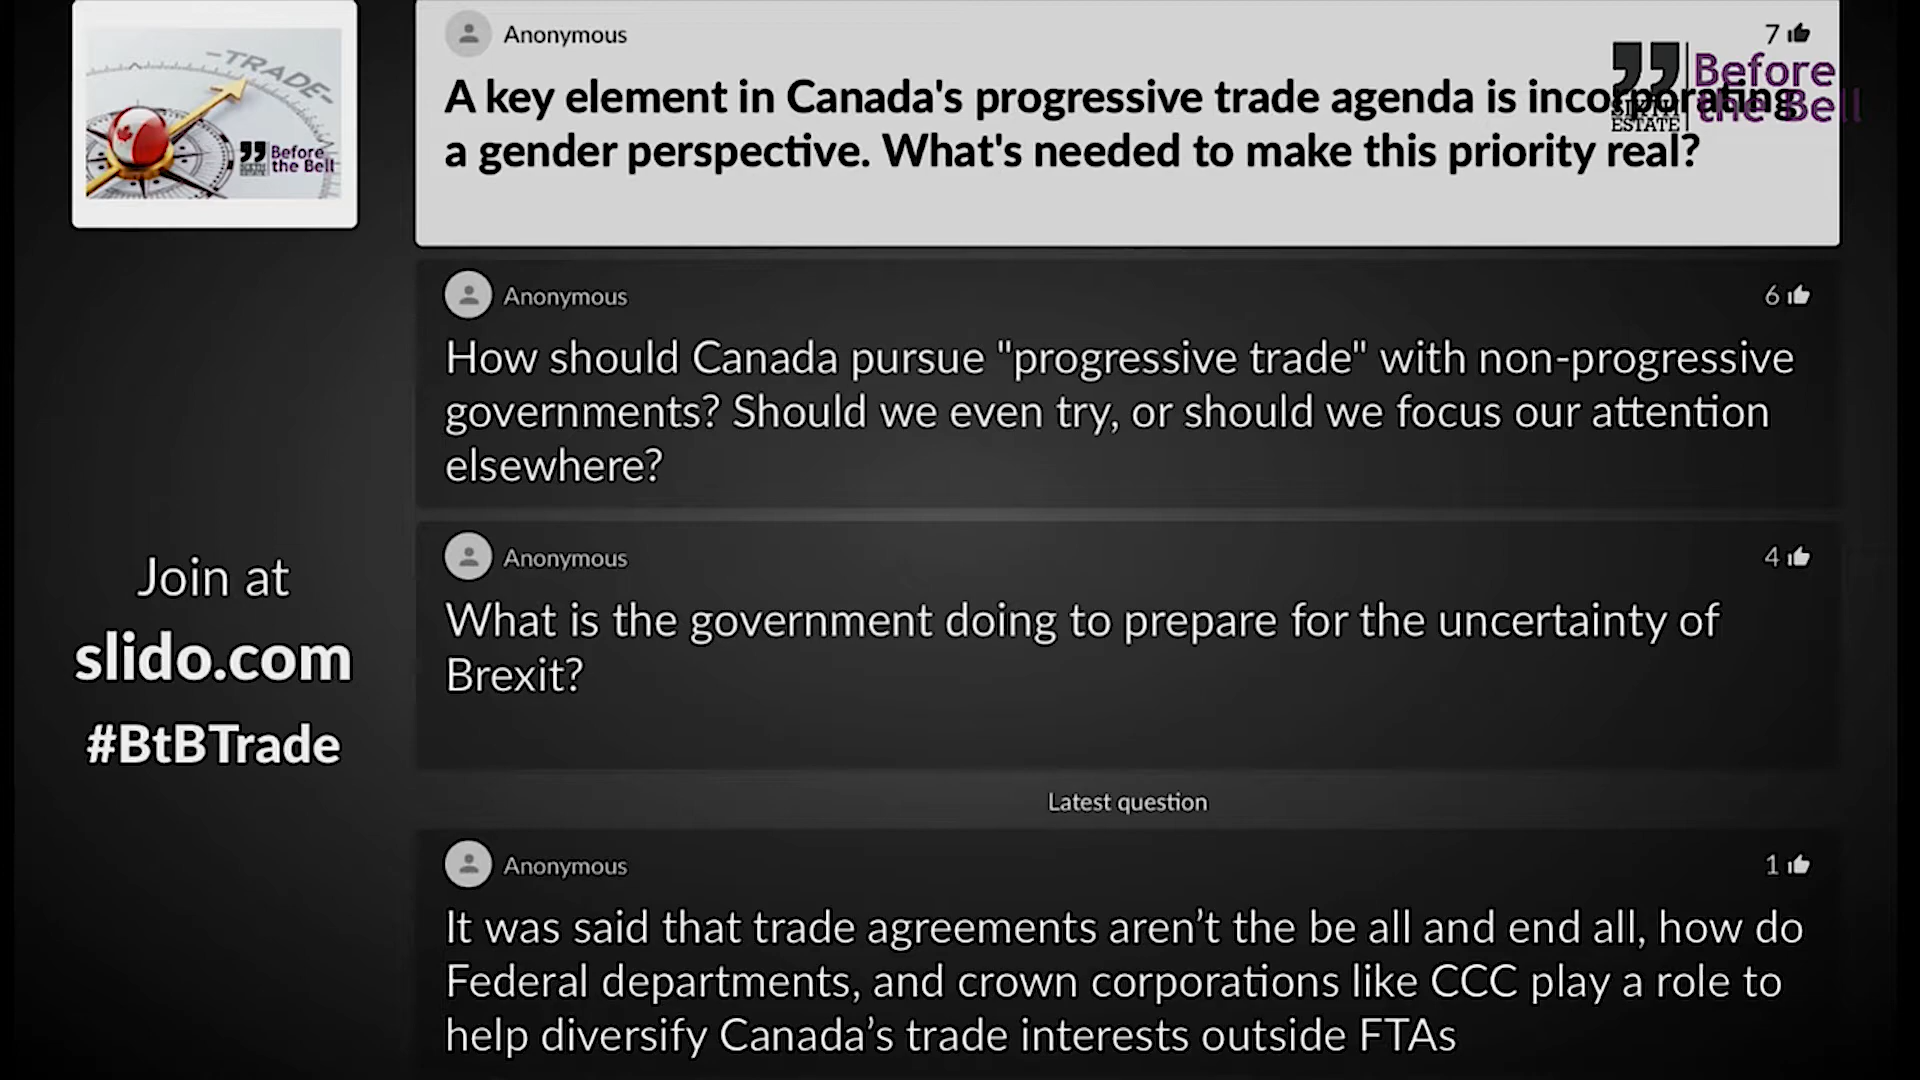 -TRADE-
Before
the Bell
Join at
slido.com
#BtBTrade
Anonymous
7
Before
the Bell
SIXTH
ESTATE
A key element in Canada's progressive trade agenda is incorporating
a gender perspective. What's needed to make this priority real?
Anonymous
6
How should Canada pursue "progressive trade" with non-progressive
governments? Should we even try, or should we focus our attention
elsewhere?
Anonymous
4
What is the government doing to prepare for the uncertainty of
Brexit?
Latest question
Anonymous
1
It was said that trade agreements aren’t the be all and end all, how do
Federal departments, and crown corporations like CCC play a role to
help diversify Canada’s trade interests outside FTAs